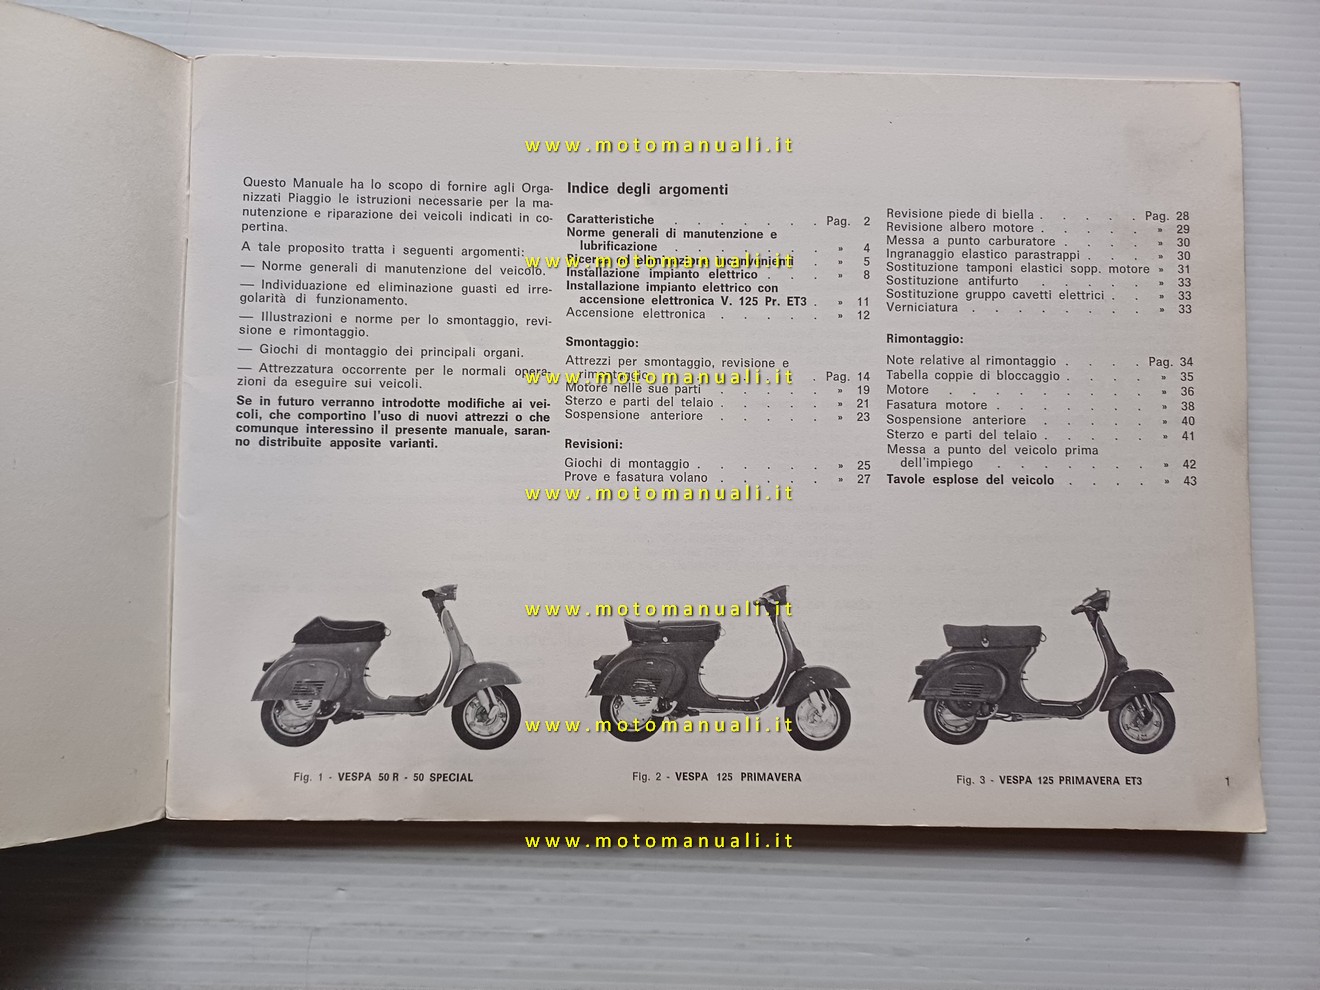 Questo Manuale ha lo scopo di fornire agli Orga-
nizzati Piaggio le istruzioni necessarie per la ma-
nutenzione e riparazione dei veicoli indicati in co-
pertina.
A tale proposito tratta i seguenti argomenti:
— Norme generali di manutenzione del veicolo.
— Individuazione ed eliminazione guasti ed irre-
golarità di funzionamento.
— Illustrazioni e norme per lo smontaggio, revi-
sione e rimontaggio.
— Giochi di montaggio dei principali organi.
— Attrezzatura occorrente per le normali opera-
zioni da eseguire sui veicoli.
Se in futuro verranno introdotte modifiche ai vei-
coli, che comportino l'uso di nuovi attrezzi o che
comunque interessino il presente manuale, saran-
no distribuite apposite varianti.
Indice degli argomenti
Caratteristiche . . . . . . . Pag. 2
Norme generali di manutenzione e
lubrificazione . . . . . . . » 4
Ricerca ed eliminazione inconvenienti . » 5
Installazione impianto elettrico . . . » 8
Installazione impianto elettrico con
accensione elettronica V. 125 Pr. ET3 . » 11
Accensione elettronica . . . . . » 12
Smontaggio:
Attrezzi per smontaggio, revisione e
rimontaggio . . . . . . . Pag. 14
Motore nelle sue parti . . . . . » 19
Sterzo e parti del telaio . . . . . » 21
Sospensione anteriore . . . . . » 23
Revisioni:
Giochi di montaggio . . . . . . » 25
Prove e fasatura volano . . . . . » 27
Revisione piede di biella . . . . . Pag. 28
Revisione albero motore . . . . . » 29
Messa a punto carburatore . . . . » 30
Ingranaggio elastico parastrappi . . . » 30
Sostituzione tamponi elastici sopp. motore » 31
Sostituzione antifurto . . . . . » 33
Sostituzione gruppo cavetti elettrici . . » 33
Verniciatura . . . . . . . . » 33
Rimontaggio:
Note relative al rimontaggio . . . . Pag. 34
Tabella coppie di bloccaggio . . . . » 35
Motore . . . . . . . . . » 36
Fasatura motore . . . . . . . » 38
Sospensione anteriore . . . . . » 40
Sterzo e parti del telaio . . . . . » 41
Messa a punto del veicolo prima
dell'impiego . . . . . . . » 42
Tavole esplose del veicolo . . . . » 43
Fig. 1 - VESPA 50 R - 50 SPECIAL
Fig. 2 - VESPA 125 PRIMAVERA
Fig. 3 - VESPA 125 PRIMAVERA ET3
1
www.motomanuali.it
www.motomanuali.it
www.motomanuali.it
www.motomanuali.it
www.motomanuali.it
www.motomanuali.it
www.motomanuali.it